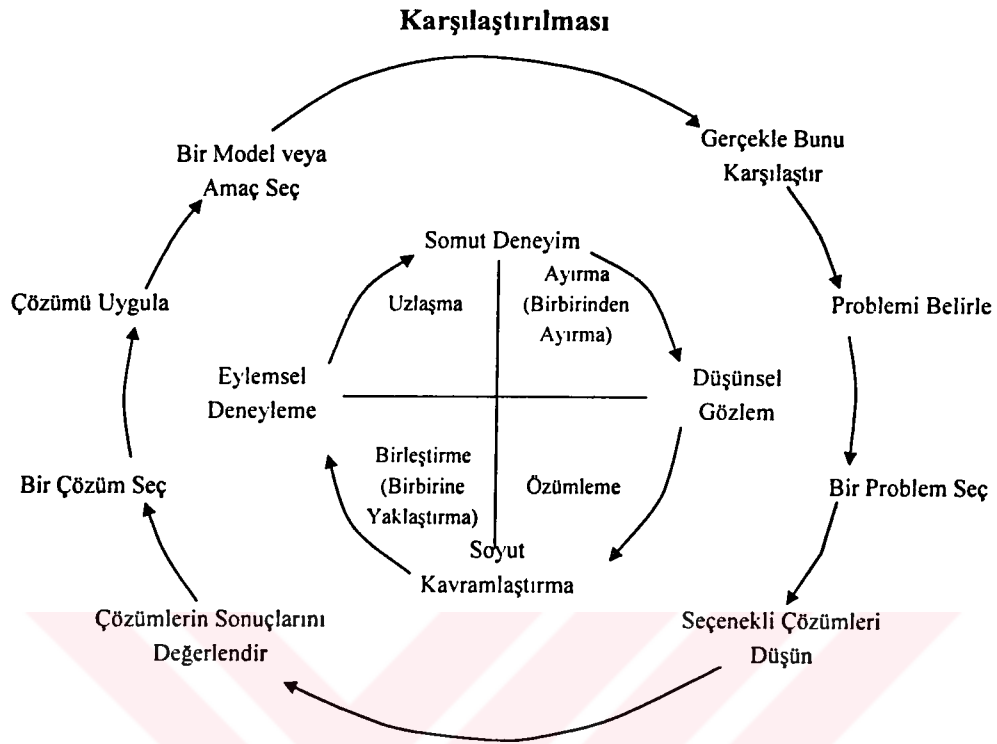 Karşılaştırılması
Bir Model veya
Amaç Seç
Gerçekle Bunu
Karşılaştır
Somut Deneyim
Ayırma
(Birbirinden
Ayırma)
Uzlaşma
Çözümü Uygula
Problemi Belirle
Eylemsel
Deneyleme
Düşünsel
Gözlem
Birleştirme
(Birbirine
Yaklaştırma)
Özümleme
Bir Çözüm Seç
Bir Problem Seç
Soyut
Kavramlaştırma
Çözümlerin Sonuçlarını
Değerlendir
Seçenekli Çözümleri
Düşün